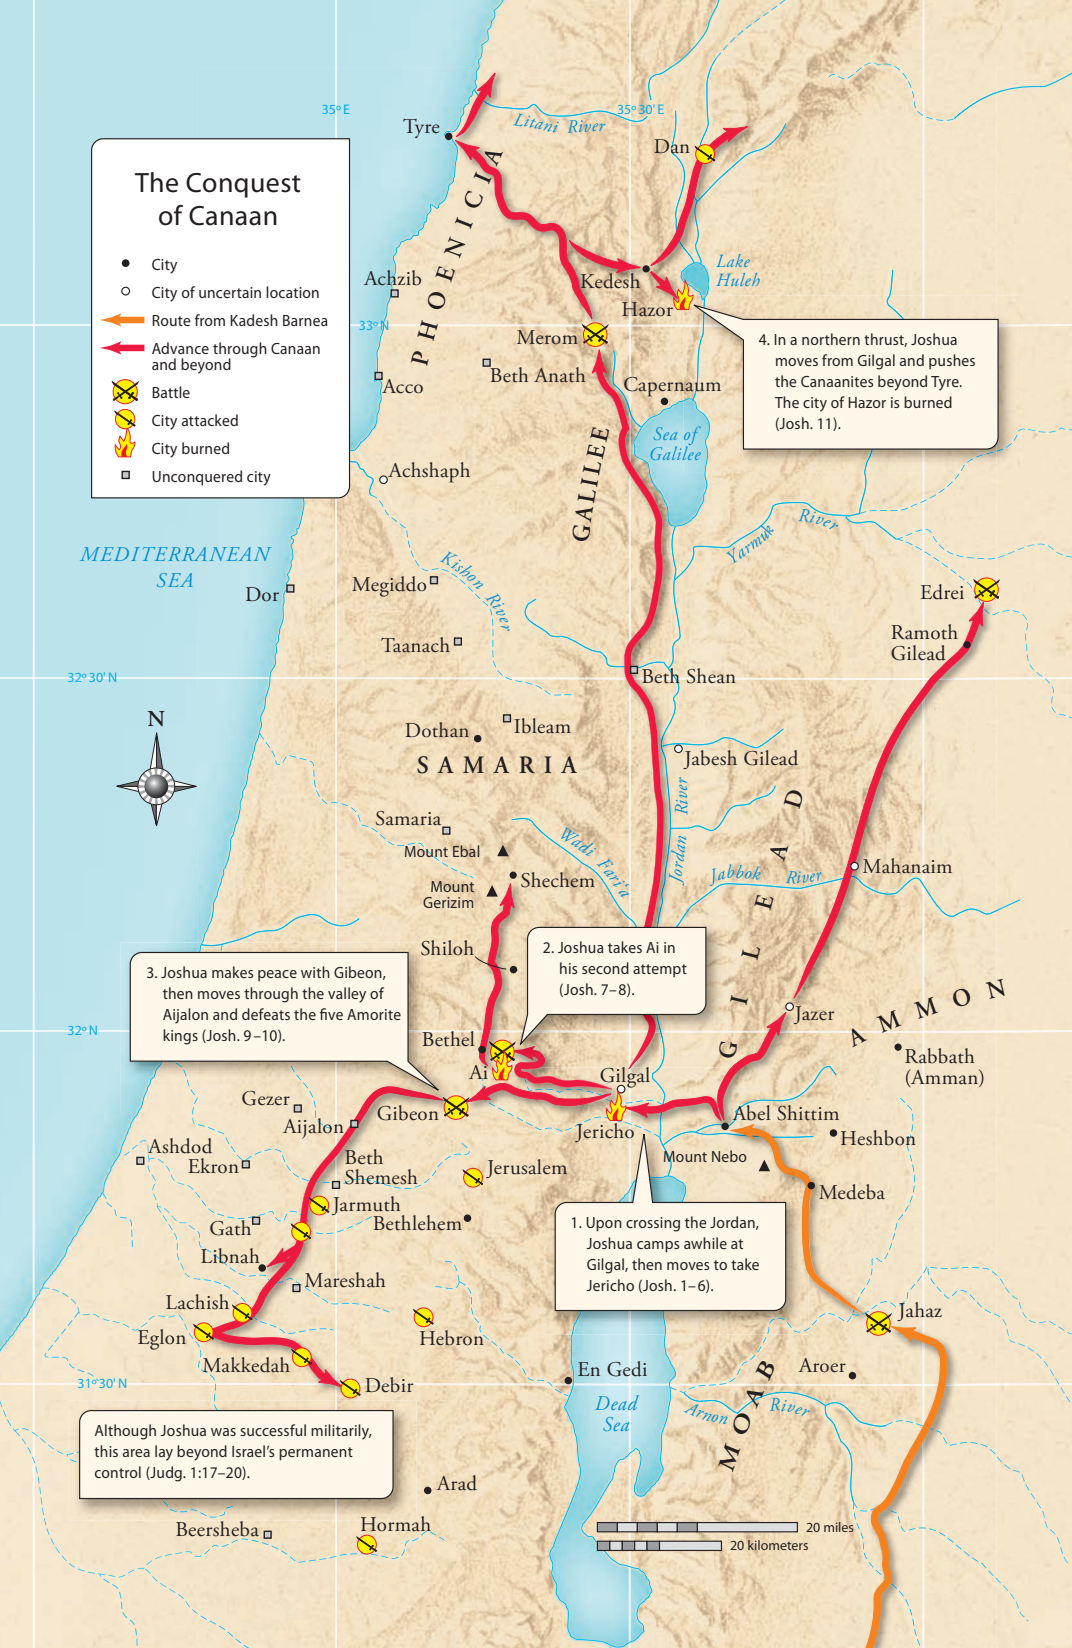 35º E
35º 30' E
Tyre
Litani River
Dan
PHOENICIA
The Conquest
of Canaan
City
City of uncertain location
Route from Kadesh Barnea
Advance through Canaan
and beyond
Battle
City attacked
City burned
Unconquered city
Achzib
33º N
Kedesh
Lake
Huleh
Hazor
Merom
4. In a northern thrust, Joshua
moves from Gilgal and pushes
the Canaanites beyond Tyre.
The city of Hazor is burned
(Josh. 11).
Acco
Beth Anath
Capernaum
Sea of
Galilee
GALILEE
Achshaph
MEDITERRANEAN
SEA
Kishon River
Yarmuk River
Dor
Megiddo
Edrei
Taanach
Ramoth
Gilead
32º 30' N
Beth Shean
N
Dothan
Ibleam
SAMARIA
Jabesh Gilead
Jordan River
GILEAD
Samaria
Mount Ebal
Wadi Fari'a
Mount
Gerizim
Shechem
Jabbok River
Mahanaim
Shiloh
2. Joshua takes Ai in
his second attempt
(Josh. 7–8).
3. Joshua makes peace with Gibeon,
then moves through the valley of
Aijalon and defeats the five Amorite
kings (Josh. 9–10).
Jazer
AMMON
32º N
Bethel
Ai
Gilgal
Rabbath
(Amman)
Gezer
Gibeon
Aijalon
Jericho
Abel Shittim
Heshbon
Ashdod
Ekron
Beth
Shemesh
Jerusalem
Mount Nebo
Medeba
Jarmuth
Gath
Bethlehem
Libnah
1. Upon crossing the Jordan,
Joshua camps awhile at
Gilgal, then moves to take
Jericho (Josh. 1–6).
Mareshah
Lachish
Eglon
Hebron
Jahaz
Makkedah
En Gedi
Aroer
31º 30' N
Debir
Dead
Sea
Arnon River
MOAB
Although Joshua was successful militarily,
this area lay beyond Israel's permanent
control (Judg. 1:17–20).
Arad
Beersheba
Hormah
20 miles
20 kilometers